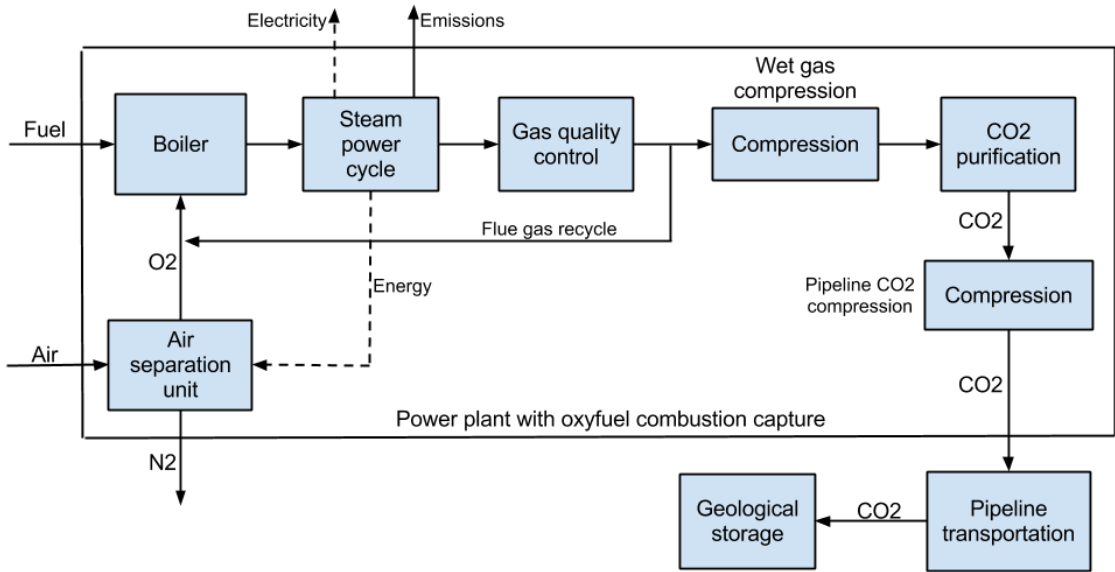 Electricity
Emissions
Wet gas
compression
Fuel
Boiler
Steam
power
cycle
Gas quality
control
Compression
CO2
purification
CO2
Flue gas recycle
O2
Energy
Pipeline CO2
compression
Compression
Air
Air
separation
unit
CO2
Power plant with oxyfuel combustion capture
N2
Geological
storage
CO2
Pipeline
transportation